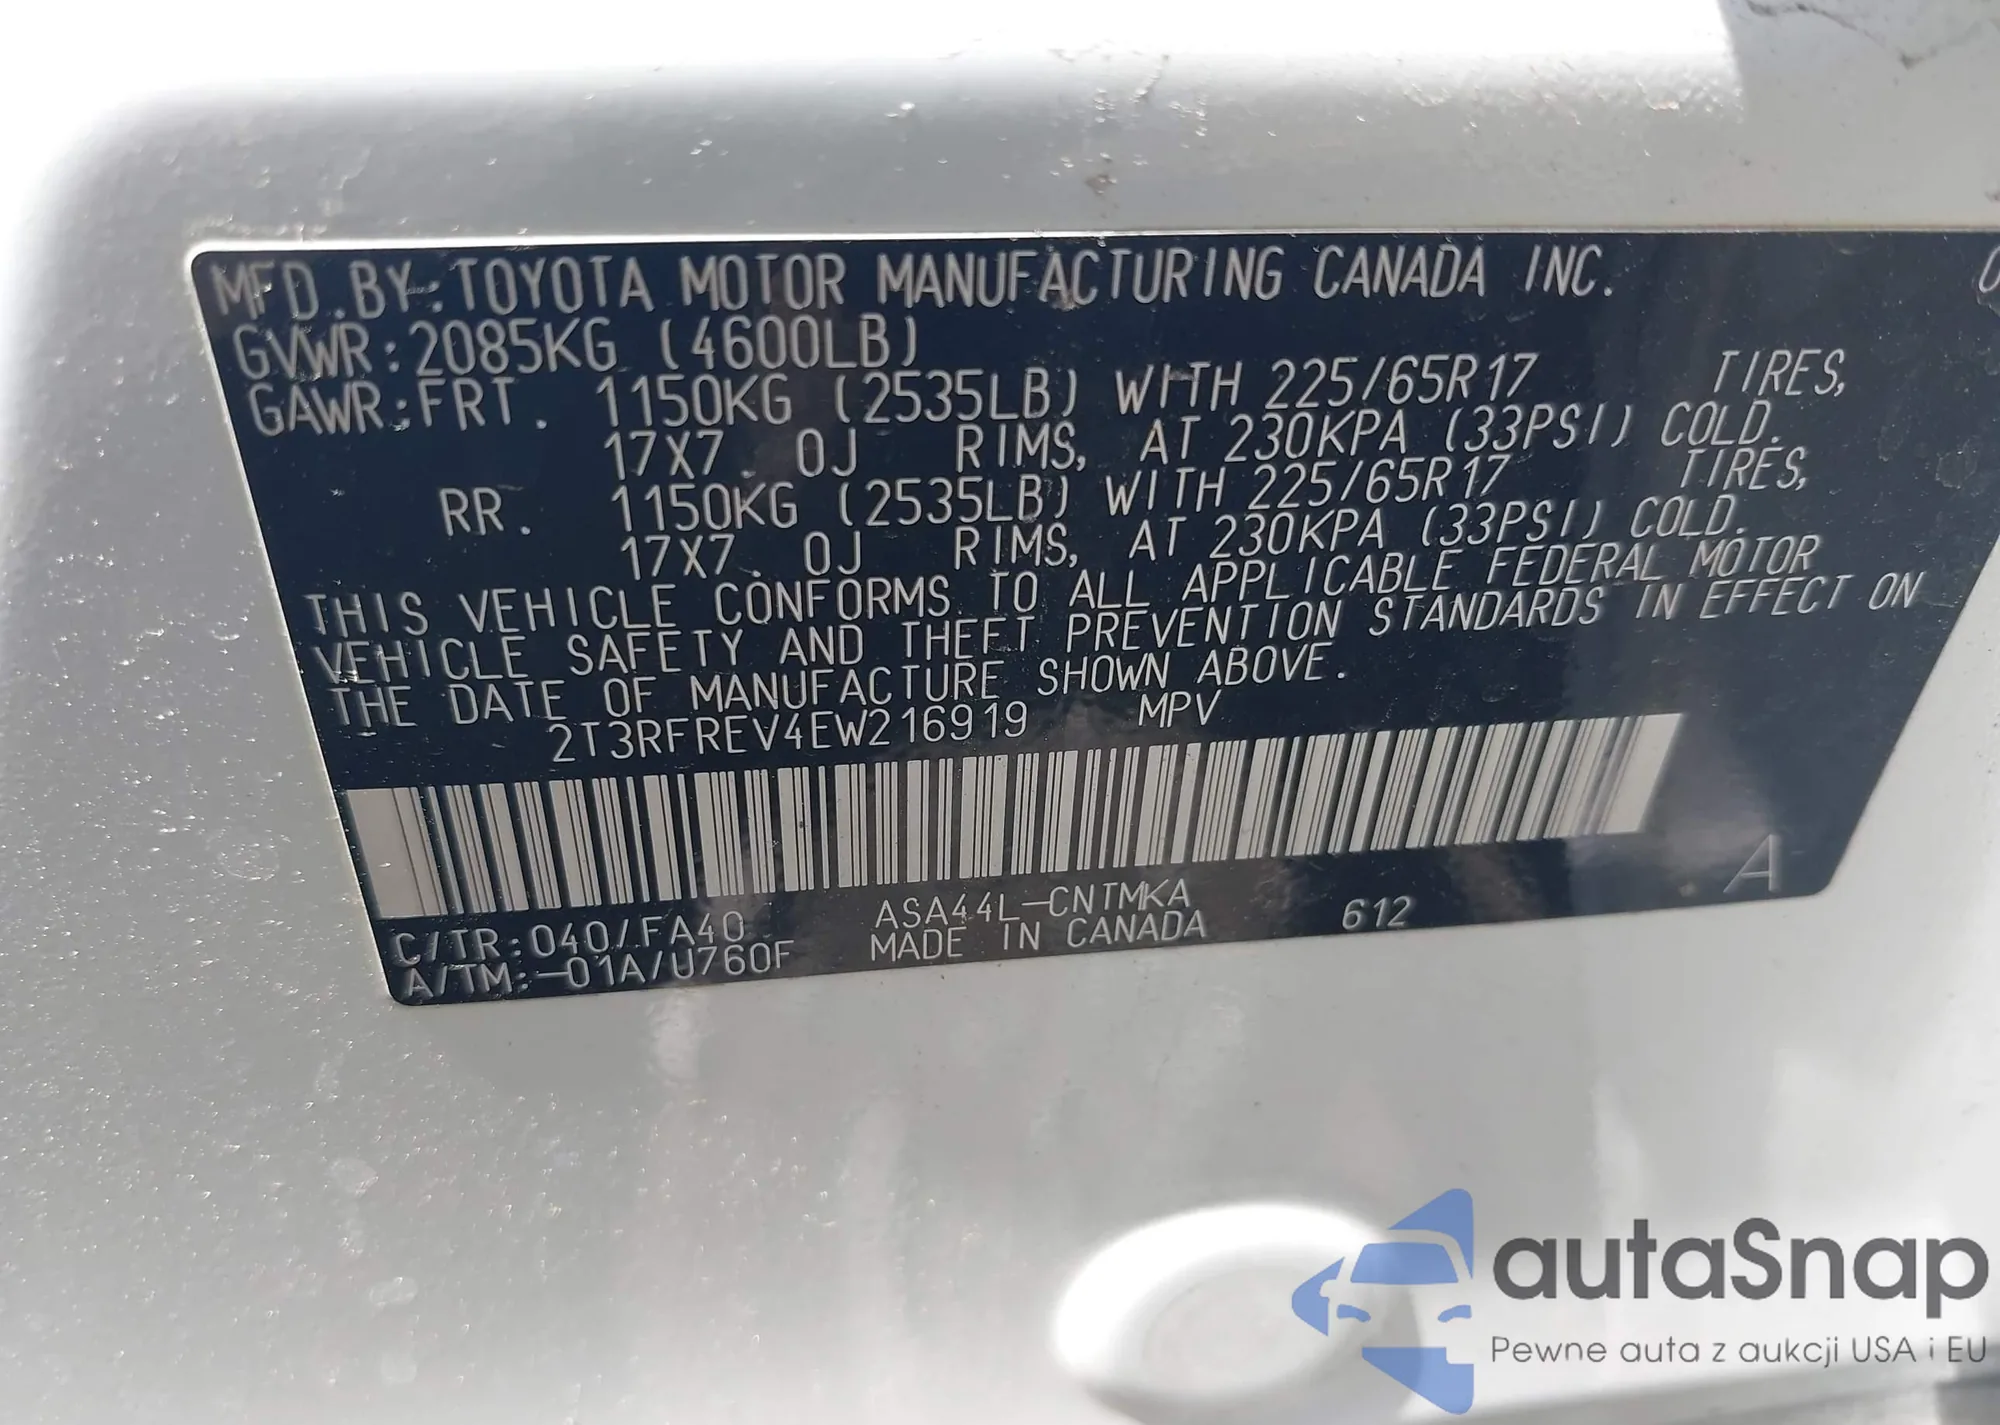 MFD.BY:TOYOTA MOTOR MANUFACTURING CANADA INC. 0
GVWR:2085KG (4600LB)
GAWR:FRT. 1150KG (2535LB) WITH 225/65R17 TIRES,
17X7. 0J RIMS, AT 230KPA (33PSI) COLD.
RR. 1150KG (2535LB) WITH 225/65R17 TIRES,
17X7. 0J RIMS, AT 230KPA (33PSI) COLD.
THIS VEHICLE CONFORMS TO ALL APPLICABLE FEDERAL MOTOR
VEHICLE SAFETY AND THEFT PREVENTION STANDARDS IN EFFECT ON
THE DATE OF MANUFACTURE SHOWN ABOVE.
2T3RFREV4EW216919 MPV
A
C/TR:040/FA40 ASA44L-CNTMKA 612
A/TM:-01A/U760F MADE IN CANADA
autaSnap
Pewne auta z aukcji USA i EU